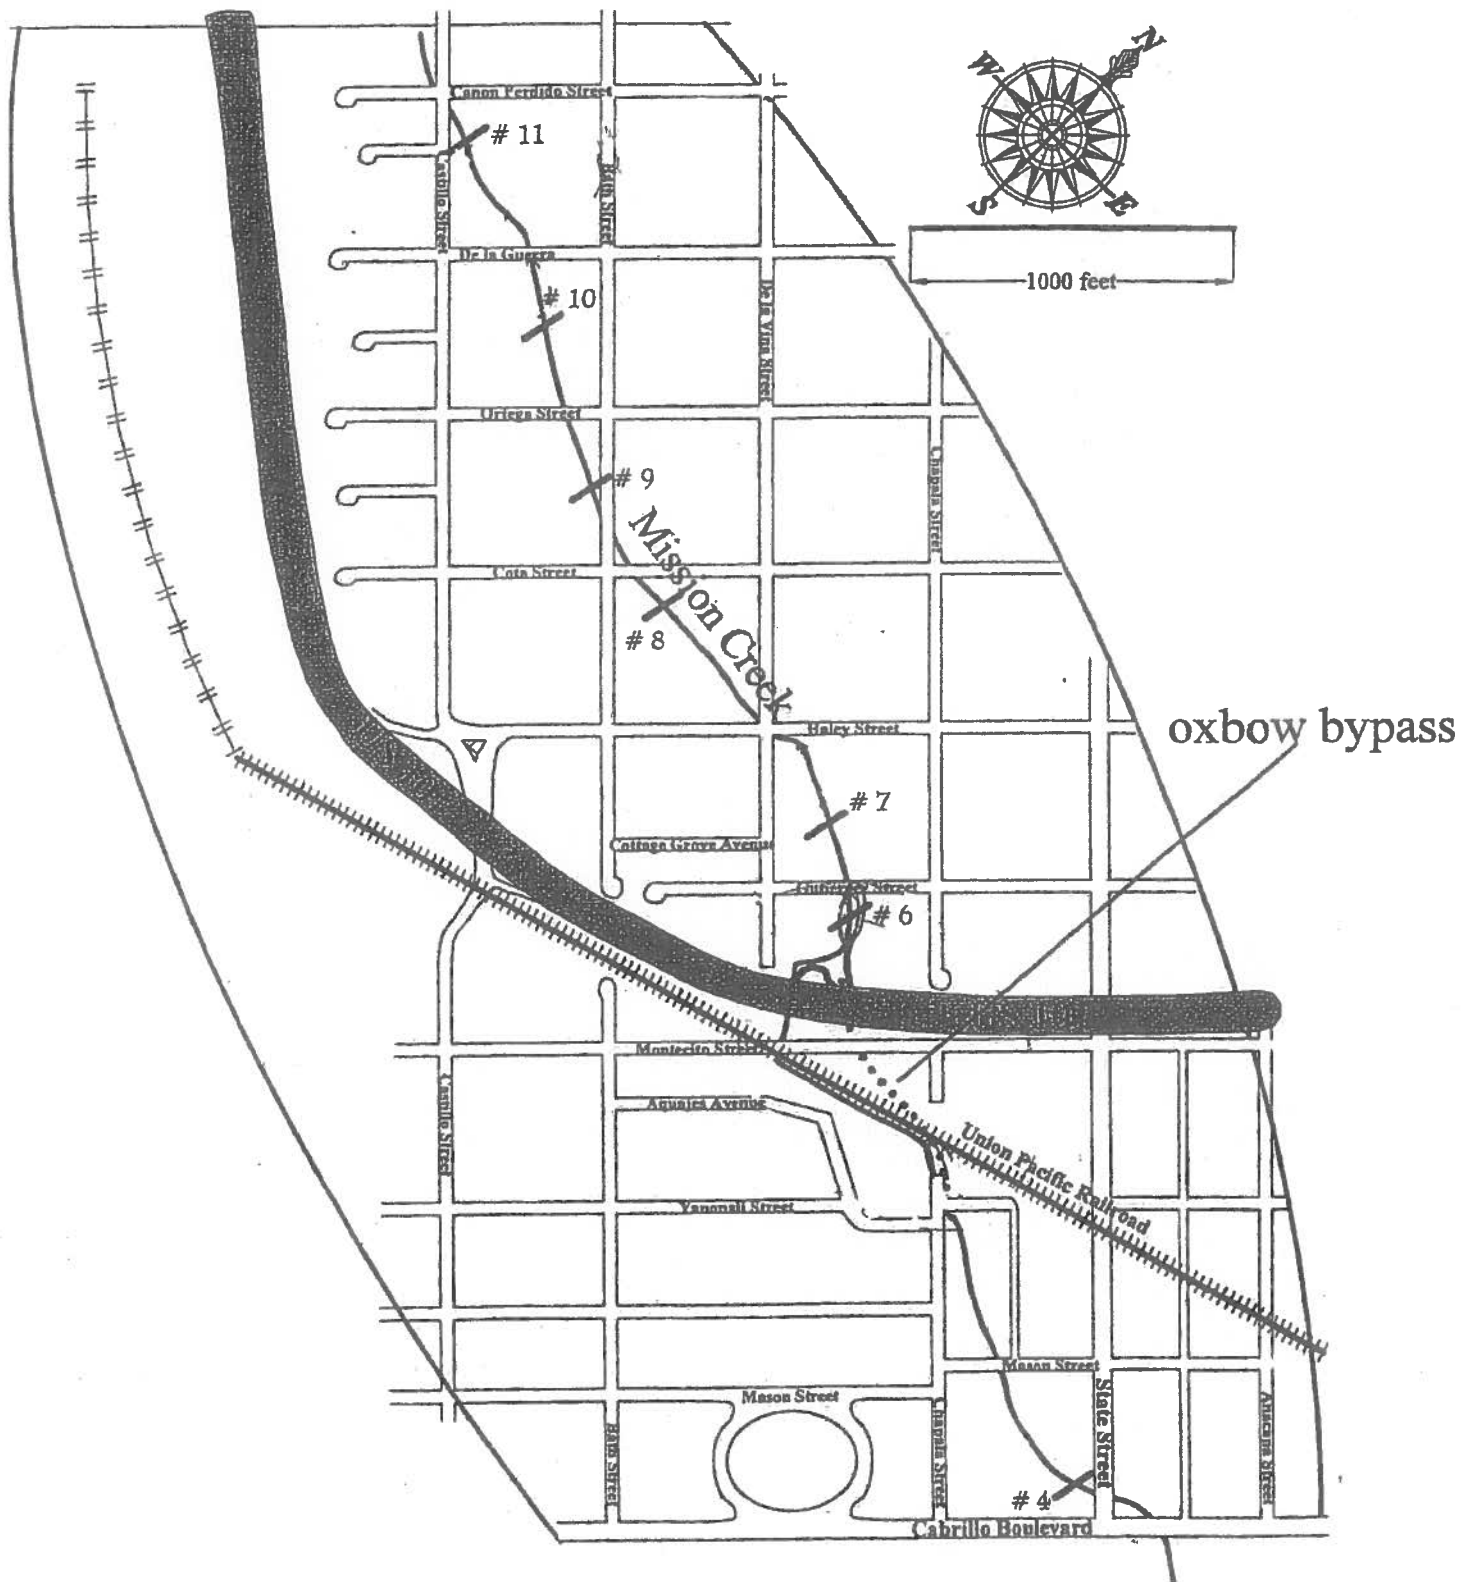 N
W
S
E
1000 feet
Canon Perdido Street
# 11
Castillo Street
Bath Street
De la Guerra
# 10
De la Vina Street
Ortega Street
# 9
Chapala Street
Mission Creek
Cota Street
# 8
Haley Street
oxbow bypass
# 7
Cottage Grove Avenue
Gutierrez Street
# 6
Montecito Street
Castillo Street
Aguajes Avenue
Union Pacific Railroad
Yanonali Street
Mason Street
Mason Street
State Street
Bath Street
Chapala Street
Anacapa Street
# 4
Cabrillo Boulevard